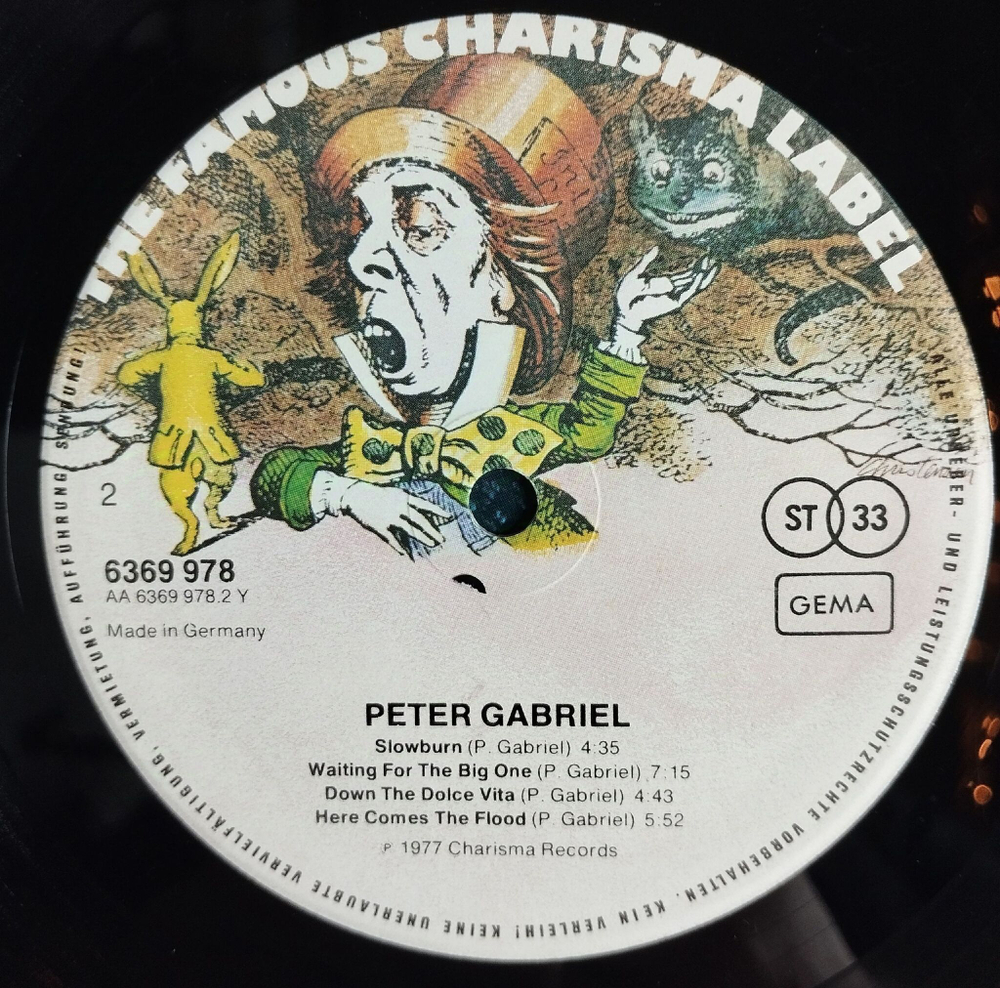 THE FAMOUS CHARISMA LABEL
2
ST 33
6369 978
AA 6369 978.2 Y
GEMA
Made in Germany
PETER GABRIEL
Slowburn (P. Gabriel) 4:35
Waiting For The Big One (P. Gabriel) 7:15
Down The Dolce Vita (P. Gabriel) 4:43
Here Comes The Flood (P. Gabriel) 5:52
℗ 1977 Charisma Records
ALLE URHEBER- UND LEISTUNGSSCHUTZRECHTE VORBEHALTEN. KEIN VERLEIH! KEINE UNERLAUBTE VERVIELFÄLTIGUNG, VERMIETUNG, AUFFÜHRUNG, SENDUNG!